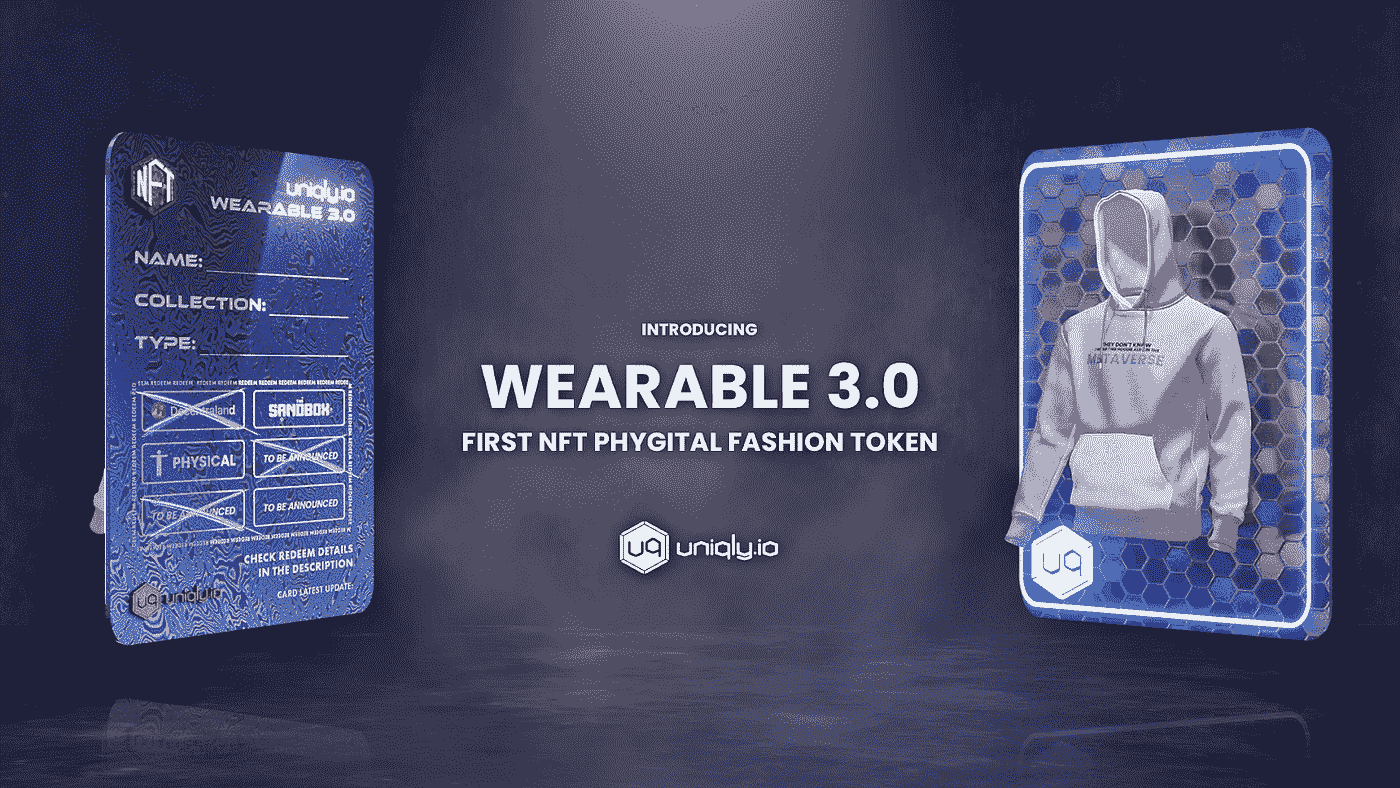 NFT
uniqly.io
WEARABLE 3.0
NAME:
COLLECTION:
TYPE:
REDEEM REDEEM REDEEM REDEEM REDEEM REDEEM REDEEM REDEEM
Decentraland
THE SANDBOX
PHYSICAL
TO BE ANNOUNCED
TO BE ANNOUNCED
TO BE ANNOUNCED
CHECK REDEEM DETAILS
IN THE DESCRIPTION
CARD LATEST UPDATE:
uq uniqly.io
INTRODUCING
WEARABLE 3.0
FIRST NFT PHYGITAL FASHION TOKEN
uq uniqly.io
THEY DON'T KNOW
METAVERSE
uq